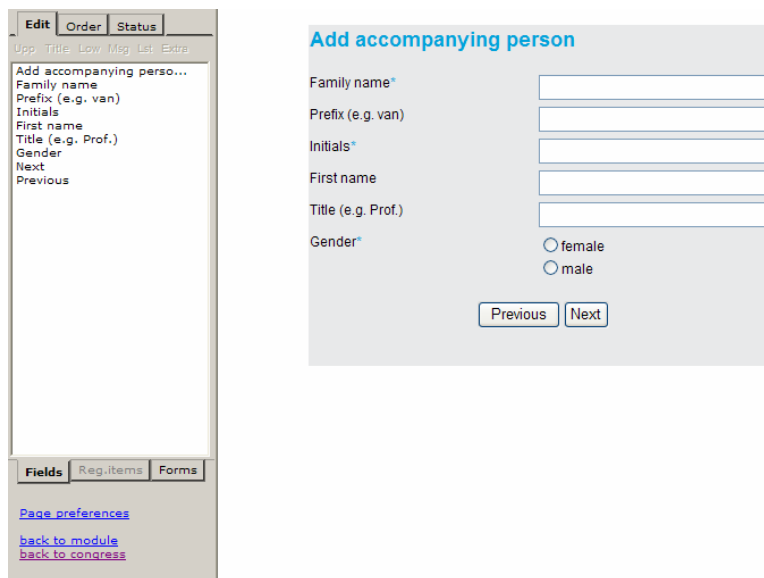 Edit Order Status
Upp Title Low Msg Lst Extra
Add accompanying perso...
Family name
Prefix (e.g. van)
Initials
First name
Title (e.g. Prof.)
Gender
Next
Previous
Fields Reg.items Forms
Page preferences
back to module
back to congress
Add accompanying person
Family name*
Prefix (e.g. van)
Initials*
First name
Title (e.g. Prof.)
Gender*
female
male
Previous Next